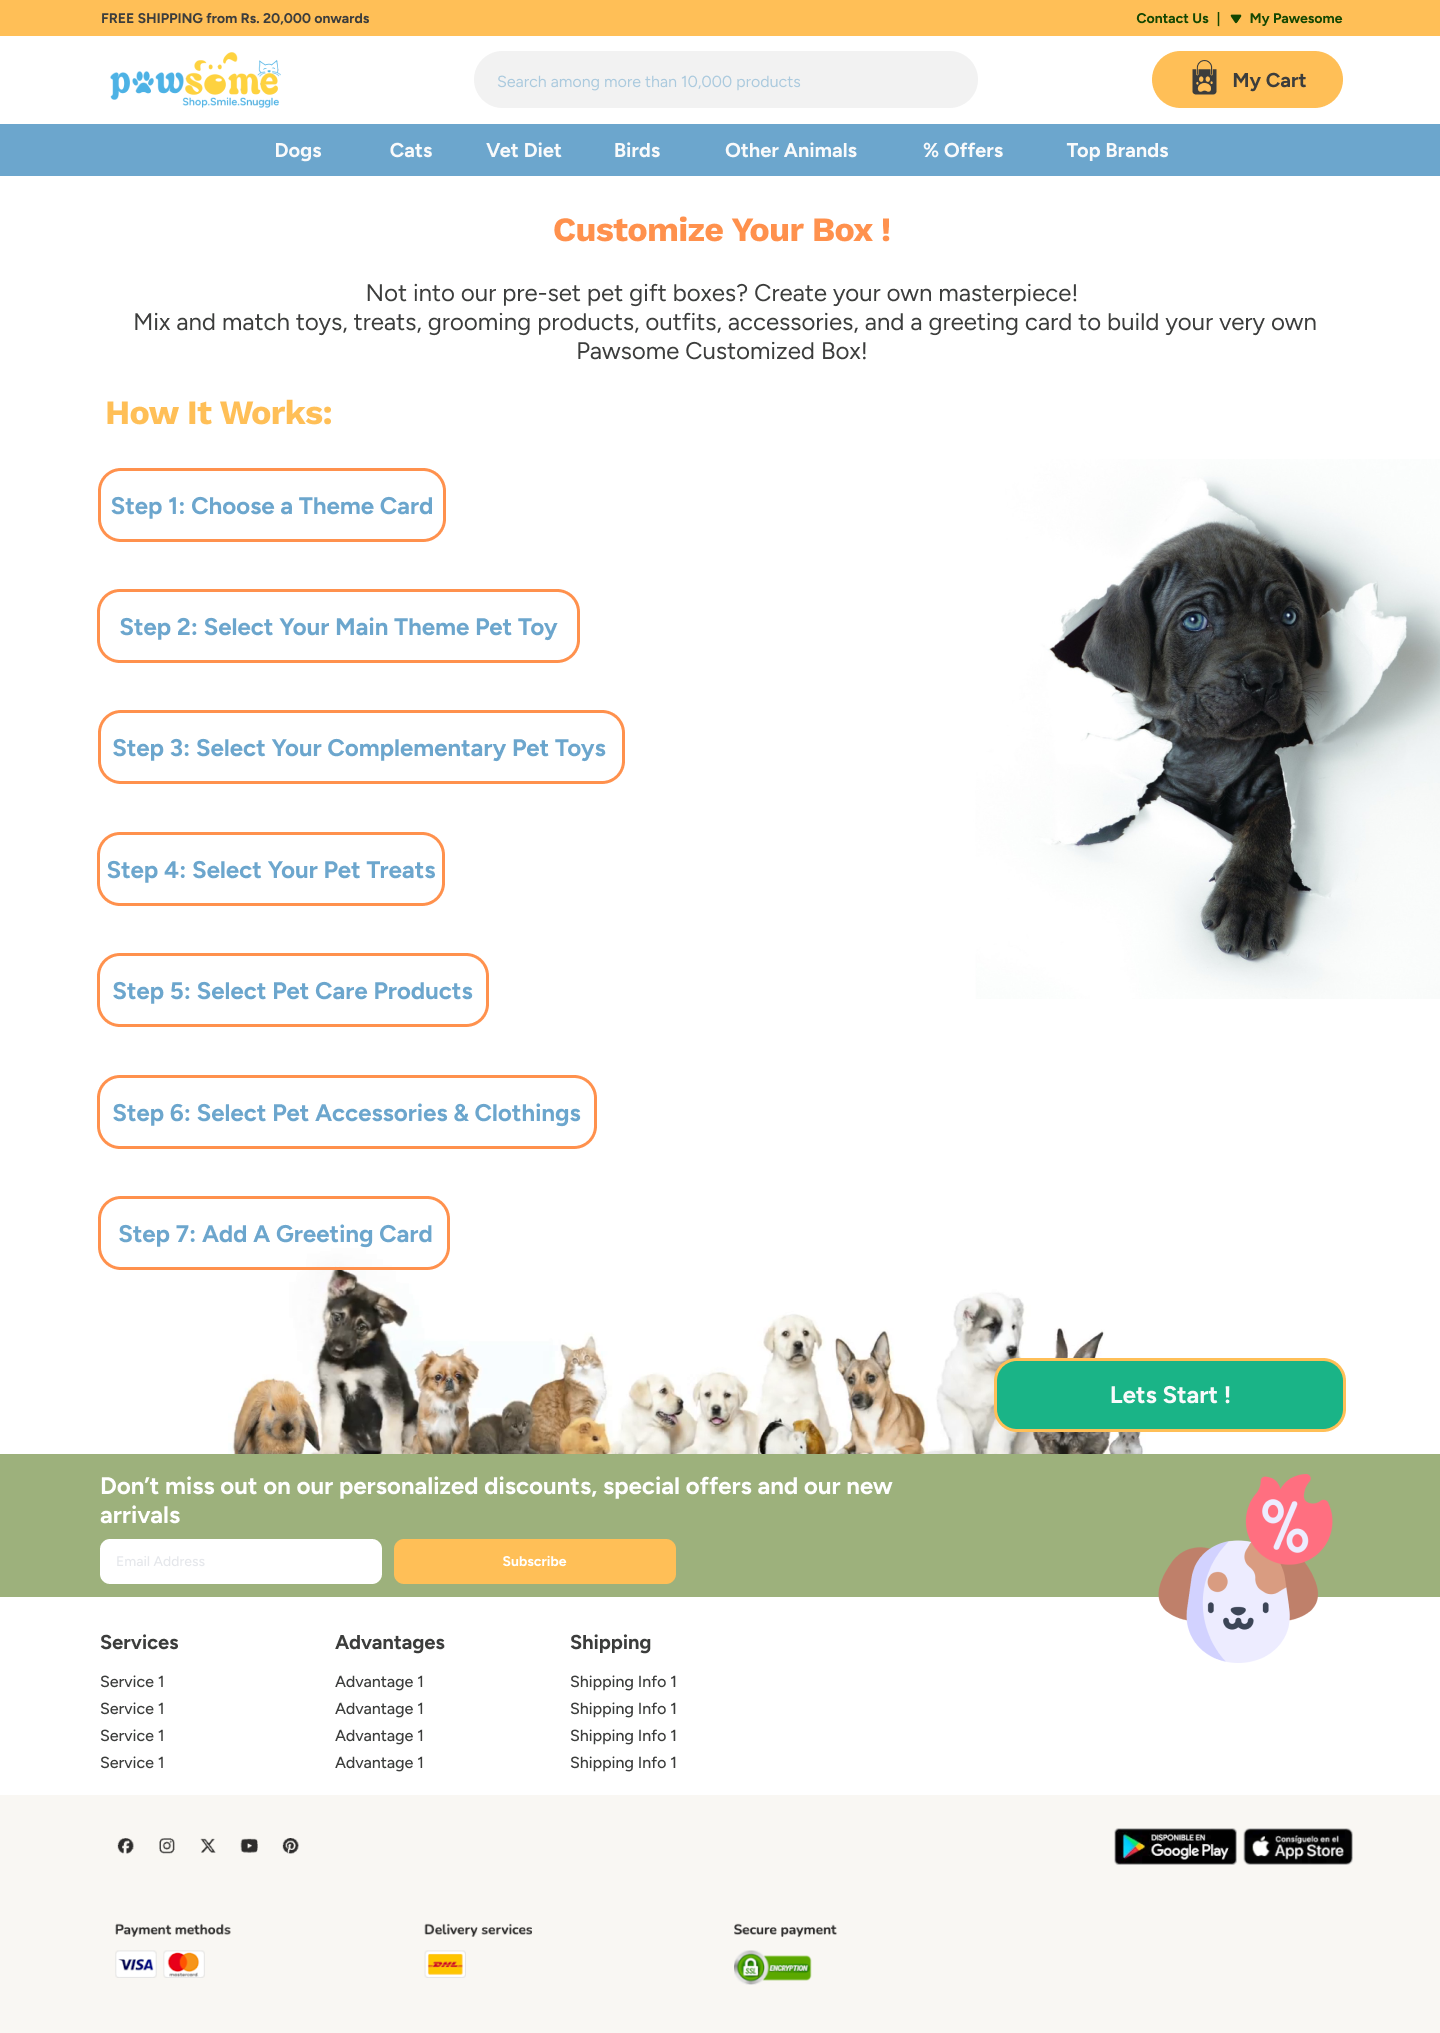 FREE SHIPPING from Rs. 20,000 onwards
Contact Us | My Pawesome
pawsome
Shop.Smile.Snuggle
Search among more than 10,000 products
My Cart
Dogs Cats Vet Diet Birds Other Animals % Offers Top Brands
Customize Your Box !
Not into our pre-set pet gift boxes? Create your own masterpiece!
Mix and match toys, treats, grooming products, outfits, accessories, and a greeting card to build your very own
Pawsome Customized Box!
How It Works:
Step 1: Choose a Theme Card
Step 2: Select Your Main Theme Pet Toy
Step 3: Select Your Complementary Pet Toys
Step 4: Select Your Pet Treats
Step 5: Select Pet Care Products
Step 6: Select Pet Accessories & Clothings
Step 7: Add A Greeting Card
Lets Start !
Don’t miss out on our personalized discounts, special offers and our new
arrivals
Email Address
Subscribe
%
Services Advantages Shipping
Service 1 Advantage 1 Shipping Info 1
Service 1 Advantage 1 Shipping Info 1
Service 1 Advantage 1 Shipping Info 1
Service 1 Advantage 1 Shipping Info 1
DISPONIBLE EN
Google Play
Consíguelo en el
App Store
Payment methods Delivery services Secure payment
VISA
mastercard
DHL
SSL
ENCRYPTION